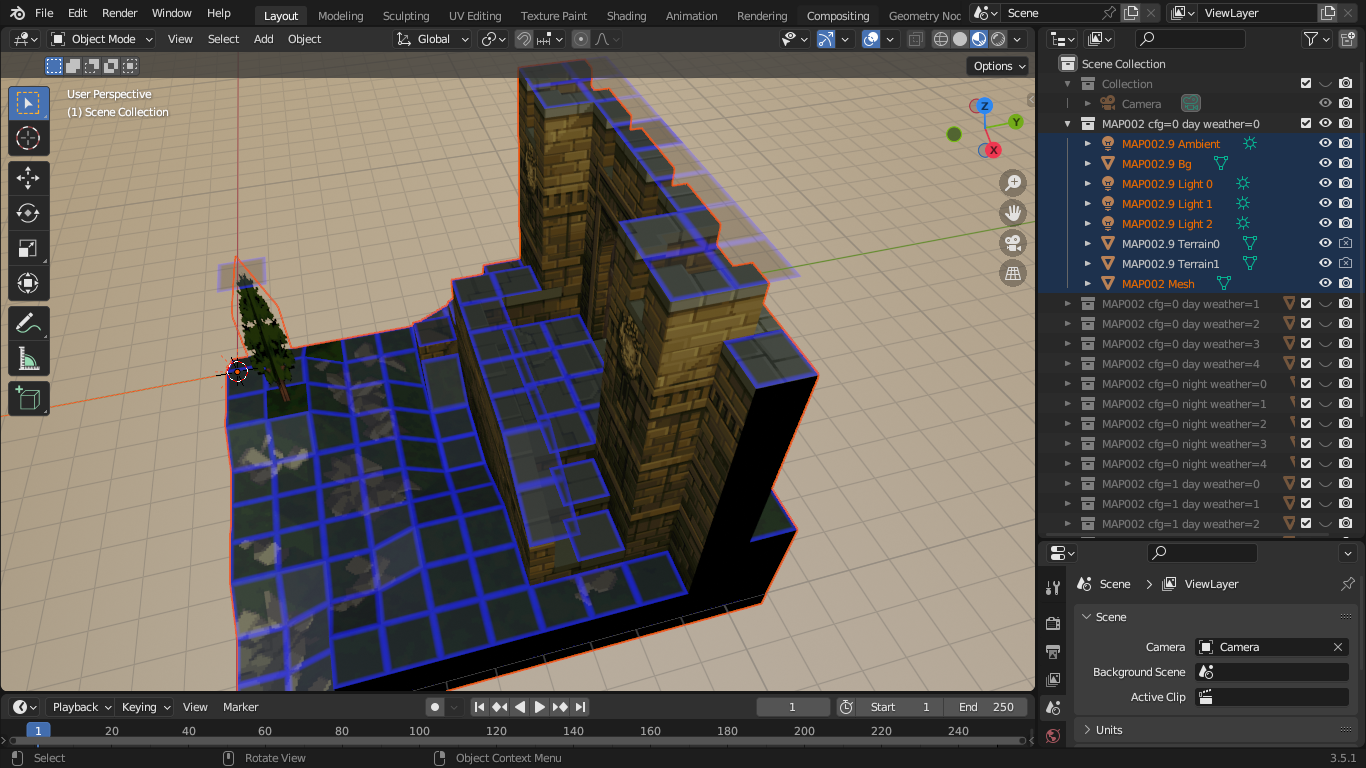 File Edit Render Window Help Layout Modeling Sculpting UV Editing Texture Paint Shading Animation Rendering Compositing Geometry Noc Scene ViewLayer
Object Mode View Select Add Object Global
Options
User Perspective
(1) Scene Collection
Z
Y
X
Scene Collection
Collection
Camera
MAP002 cfg=0 day weather=0
MAP002.9 Ambient
MAP002.9 Bg
MAP002.9 Light 0
MAP002.9 Light 1
MAP002.9 Light 2
MAP002.9 Terrain0
MAP002.9 Terrain1
MAP002 Mesh
MAP002 cfg=0 day weather=1
MAP002 cfg=0 day weather=2
MAP002 cfg=0 day weather=3
MAP002 cfg=0 day weather=4
MAP002 cfg=0 night weather=0
MAP002 cfg=0 night weather=1
MAP002 cfg=0 night weather=2
MAP002 cfg=0 night weather=3
MAP002 cfg=0 night weather=4
MAP002 cfg=1 day weather=0
MAP002 cfg=1 day weather=1
MAP002 cfg=1 day weather=2
Scene > ViewLayer
Scene
Camera Camera
Background Scene
Active Clip
Units
Playback Keying View Marker 1 Start 1 End 250
1 20 40 60 80 100 120 140 160 180 200 220 240
Select Rotate View Object Context Menu 3.5.1